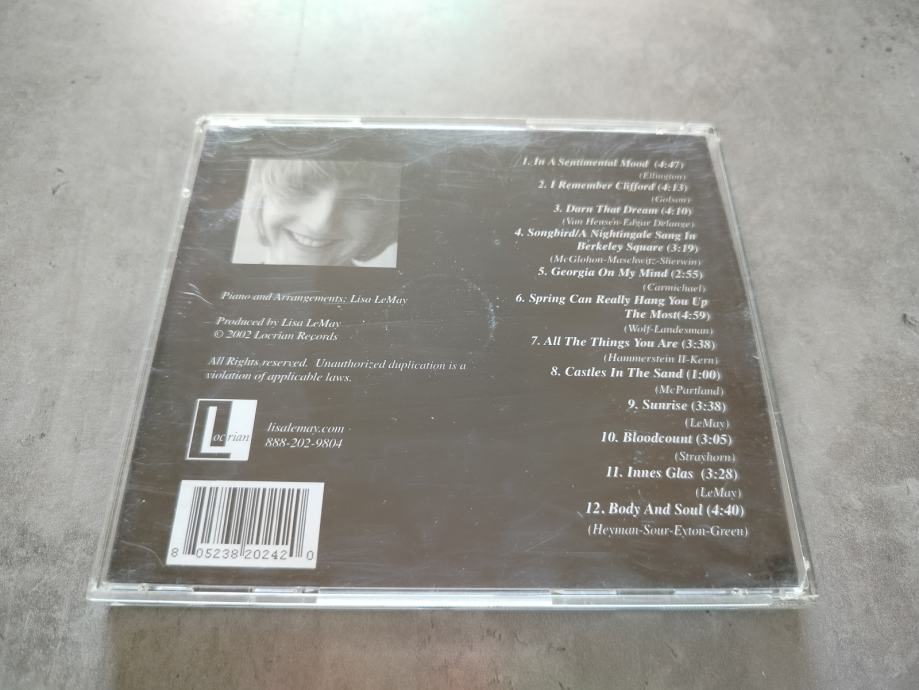 Piano and Arrangements: Lisa LeMay
Produced by Lisa LeMay
© 2002 Locrian Records
All Rights reserved. Unauthorized duplication is a
violation of applicable laws.
Locrian
lisalemay.com
888-202-9804
8 05238 20242 0
1. In A Sentimental Mood (4:47)
(Ellington)
2. I Remember Clifford (4:13)
(Golson)
3. Darn That Dream (4:10)
(Van Heusen-Edgar Delange)
4. Songbird/A Nightingale Sang In
Berkeley Square (3:19)
(McGlohon-Maschwitz-Sherwin)
5. Georgia On My Mind (2:55)
(Carmichael)
6. Spring Can Really Hang You Up
The Most(4:59)
(Wolf-Landesman)
7. All The Things You Are (3:38)
(Hammerstein II-Kern)
8. Castles In The Sand (1:00)
(McPartland)
9. Sunrise (3:38)
(LeMay)
10. Bloodcount (3:05)
(Strayhorn)
11. Innes Glas (3:28)
(LeMay)
12. Body And Soul (4:40)
(Heyman-Sour-Eyton-Green)